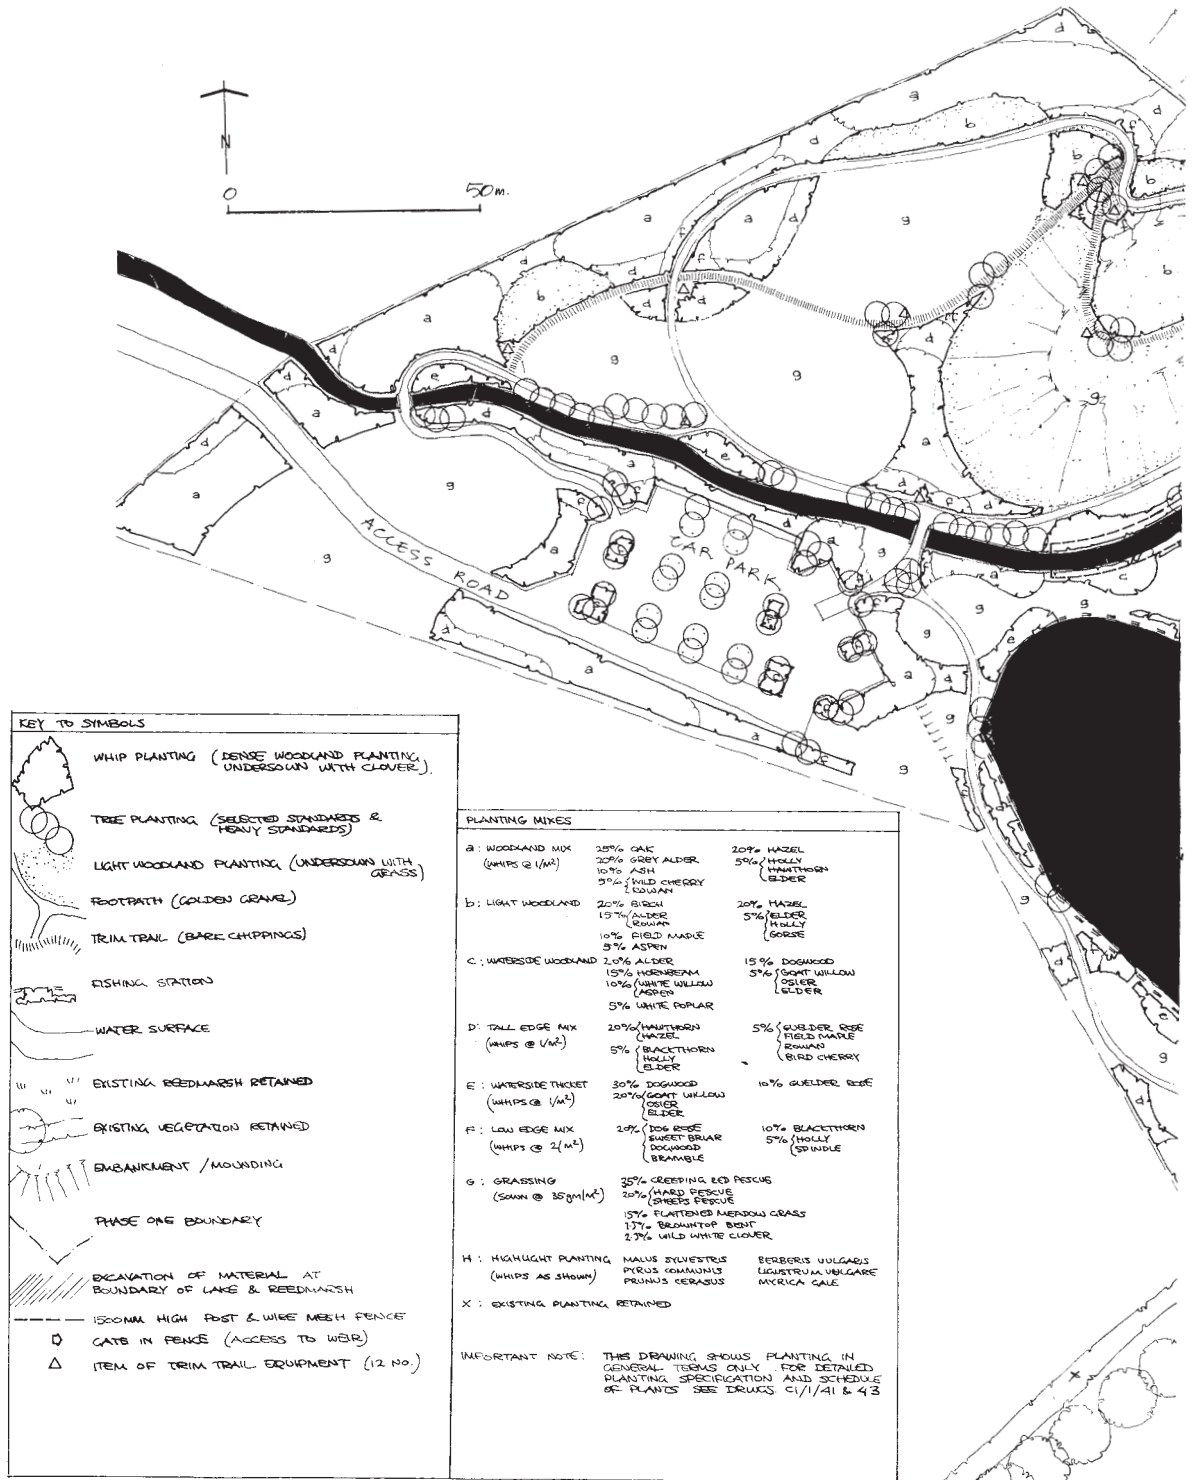 N
0 50m.
ACCESS ROAD
CAR PARK
KEY TO SYMBOLS
WHIP PLANTING (DENSE WOODLAND PLANTING
UNDERSOWN WITH CLOVER).
TREE PLANTING (SELECTED STANDARDS &
HEAVY STANDARDS)
LIGHT WOODLAND PLANTING (UNDERSOWN WITH
GRASS)
FOOTPATH (GOLDEN GRAVEL)
TRIM TRAIL (BARK CHIPPINGS)
FISHING STATION
WATER SURFACE
EXISTING REEDMARSH RETAINED
EXISTING VEGETATION RETAINED
EMBANKMENT / MOUNDING
PHASE ONE BOUNDARY
EXCAVATION OF MATERIAL AT
BOUNDARY OF LAKE & REEDMARSH
1500MM HIGH POST & WIRE MESH FENCE
GATE IN FENCE (ACCESS TO WEIR)
ITEM OF TRIM TRAIL EQUIPMENT (12 NO.)
PLANTING MIXES
a: WOODLAND MIX 25% OAK 20% HAZEL
(WHIPS @ 1/M²) 20% GREY ALDER 5% HOLLY
10% ASH HAWTHORN
5% WILD CHERRY ELDER
ROWAN
b: LIGHT WOODLAND 20% BIRCH 20% HAZEL
15% ALDER 5% ELDER
ROWAN HOLLY
10% FIELD MAPLE GORSE
5% ASPEN
C: WATERSIDE WOODLAND 20% ALDER 15% DOGWOOD
15% HORNBEAM 5% GOAT WILLOW
10% WHITE WILLOW OSIER
ASPEN ELDER
5% WHITE POPLAR
D: TALL EDGE MIX 20% HAWTHORN 5% GUELDER ROSE
(WHIPS @ 1/M²) HAZEL FIELD MAPLE
5% BLACKTHORN ROWAN
HOLLY BIRD CHERRY
ELDER
E: WATERSIDE THICKET 30% DOGWOOD 10% GUELDER ROSE
(WHIPS @ 1/M²) 20% GOAT WILLOW
OSIER
ELDER
F: LOW EDGE MIX 20% DOG ROSE 10% BLACKTHORN
(WHIPS @ 2/M²) SWEET BRIAR 5% HOLLY
DOGWOOD SPINDLE
BRAMBLE
G: GRASSING 35% CREEPING RED FESCUE
(SOWN @ 35gm/M²) 20% HARD FESCUE
SHEEPS FESCUE
15% FLATTENED MEADOW GRASS
7.5% BROWNTOP BENT
2.5% WILD WHITE CLOVER
H: HIGHLIGHT PLANTING MALUS SYLVESTRIS BERBERIS VULGARIS
(WHIPS AS SHOWN) PYRUS COMMUNIS LIGUSTRUM VULGARE
PRUNUS CERASUS MYRICA GALE
X: EXISTING PLANTING RETAINED
IMPORTANT NOTE: THIS DRAWING SHOWS PLANTING IN
GENERAL TERMS ONLY. FOR DETAILED
PLANTING SPECIFICATION AND SCHEDULE
OF PLANTS SEE DRWGS. C1/1/41 & 43